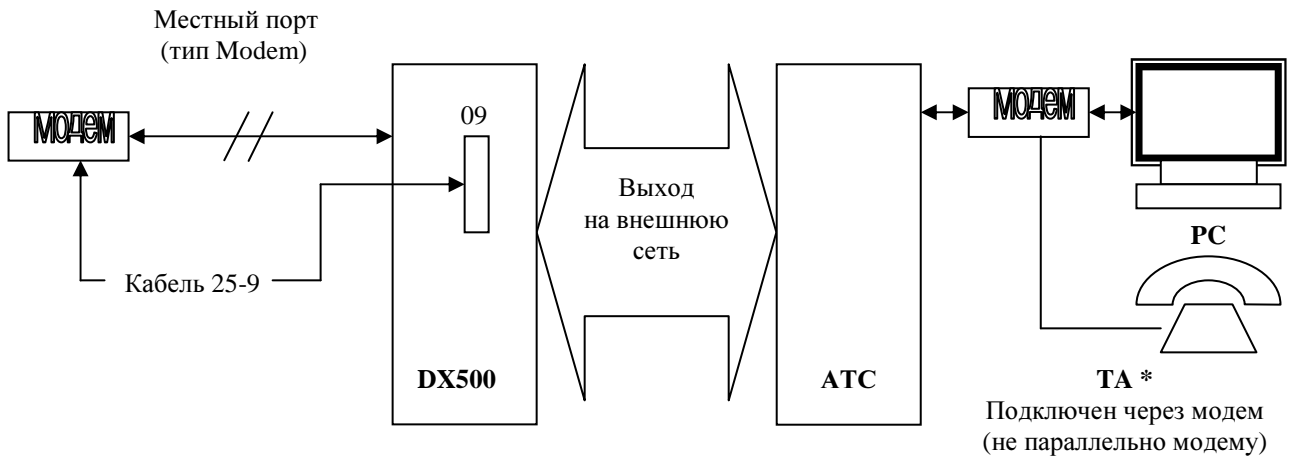 Местный порт
(тип Modem)
модем
09
Кабель 25-9
DX500
Выход
на внешнюю
сеть
АТС
модем
PC
ТА *
Подключен через модем
(не параллельно модему)